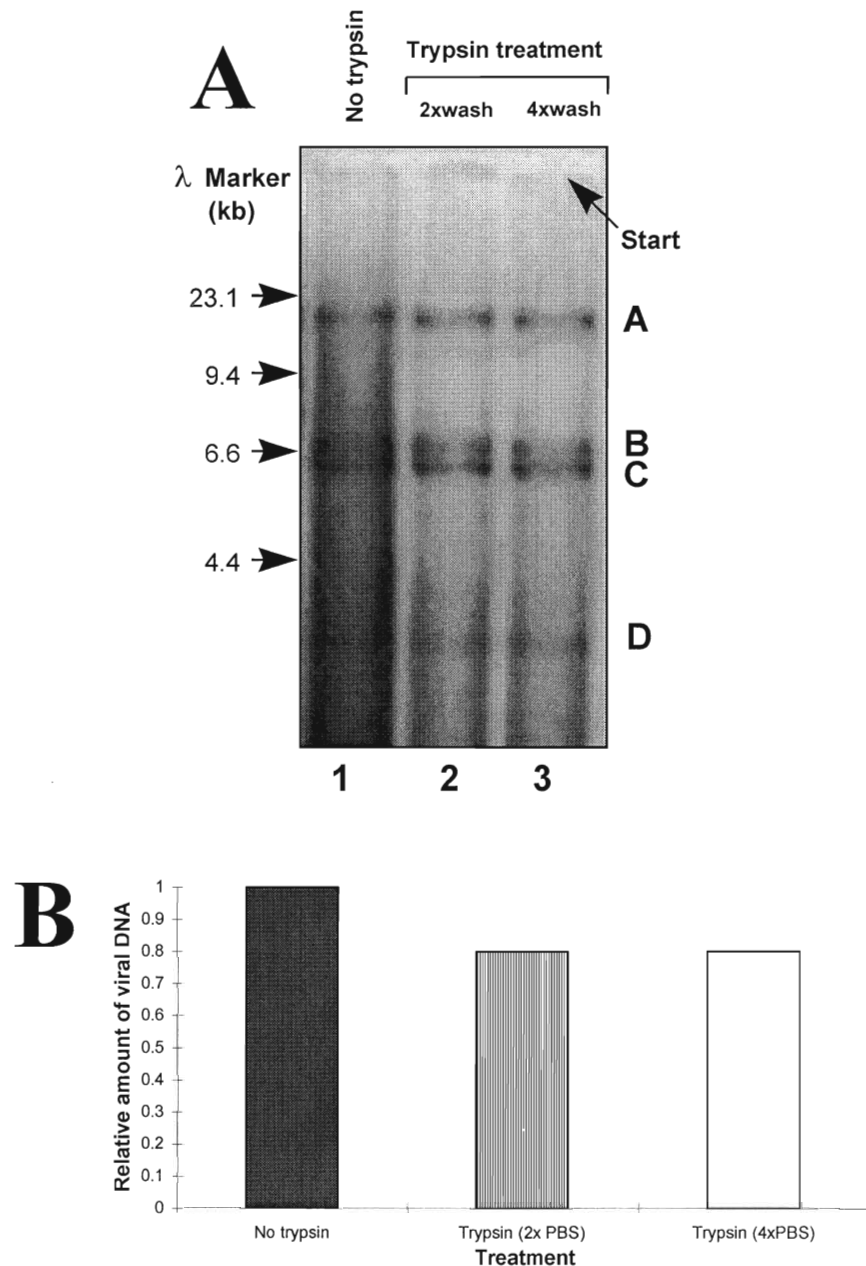 A
No trypsin
Trypsin treatment
2xwash
4xwash
λ Marker
(kb)
Start
23.1
A
9.4
6.6
B
C
4.4
D
1 2 3
B
Relative amount of viral DNA
1
0.9
0.8
0.7
0.6
0.5
0.4
0.3
0.2
0.1
0
No trypsin
Trypsin (2x PBS)
Trypsin (4xPBS)
Treatment